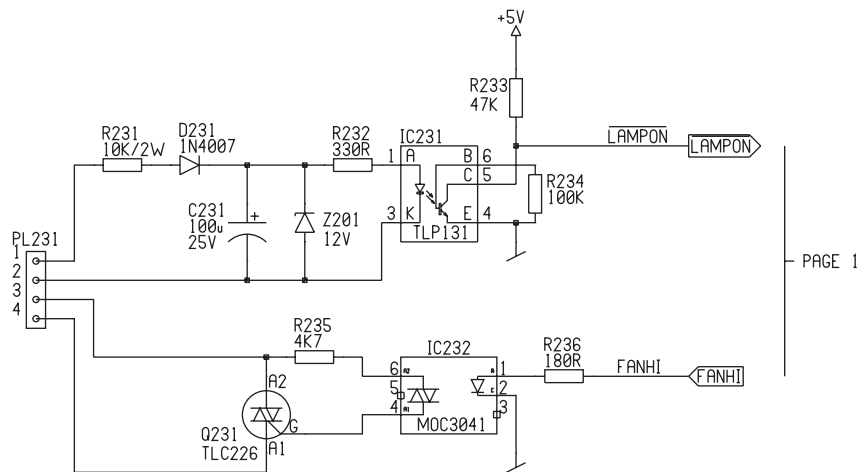 +5V
R233
47K
R231
10K/2W
D231
1N4007
R232
330R
IC231
1
A
B
6
C
5
3
K
E
4
TLP131
LAMPON
LAMPON
R234
100K
C231
+
100u
25V
Z201
12V
PL231
1
2
3
4
PAGE 1
R235
4K7
IC232
6
A2
5
4
A1
A
1
C
2
3
MOC3041
R236
180R
FANHI
FANHI
A2
G
A1
Q231
TLC226